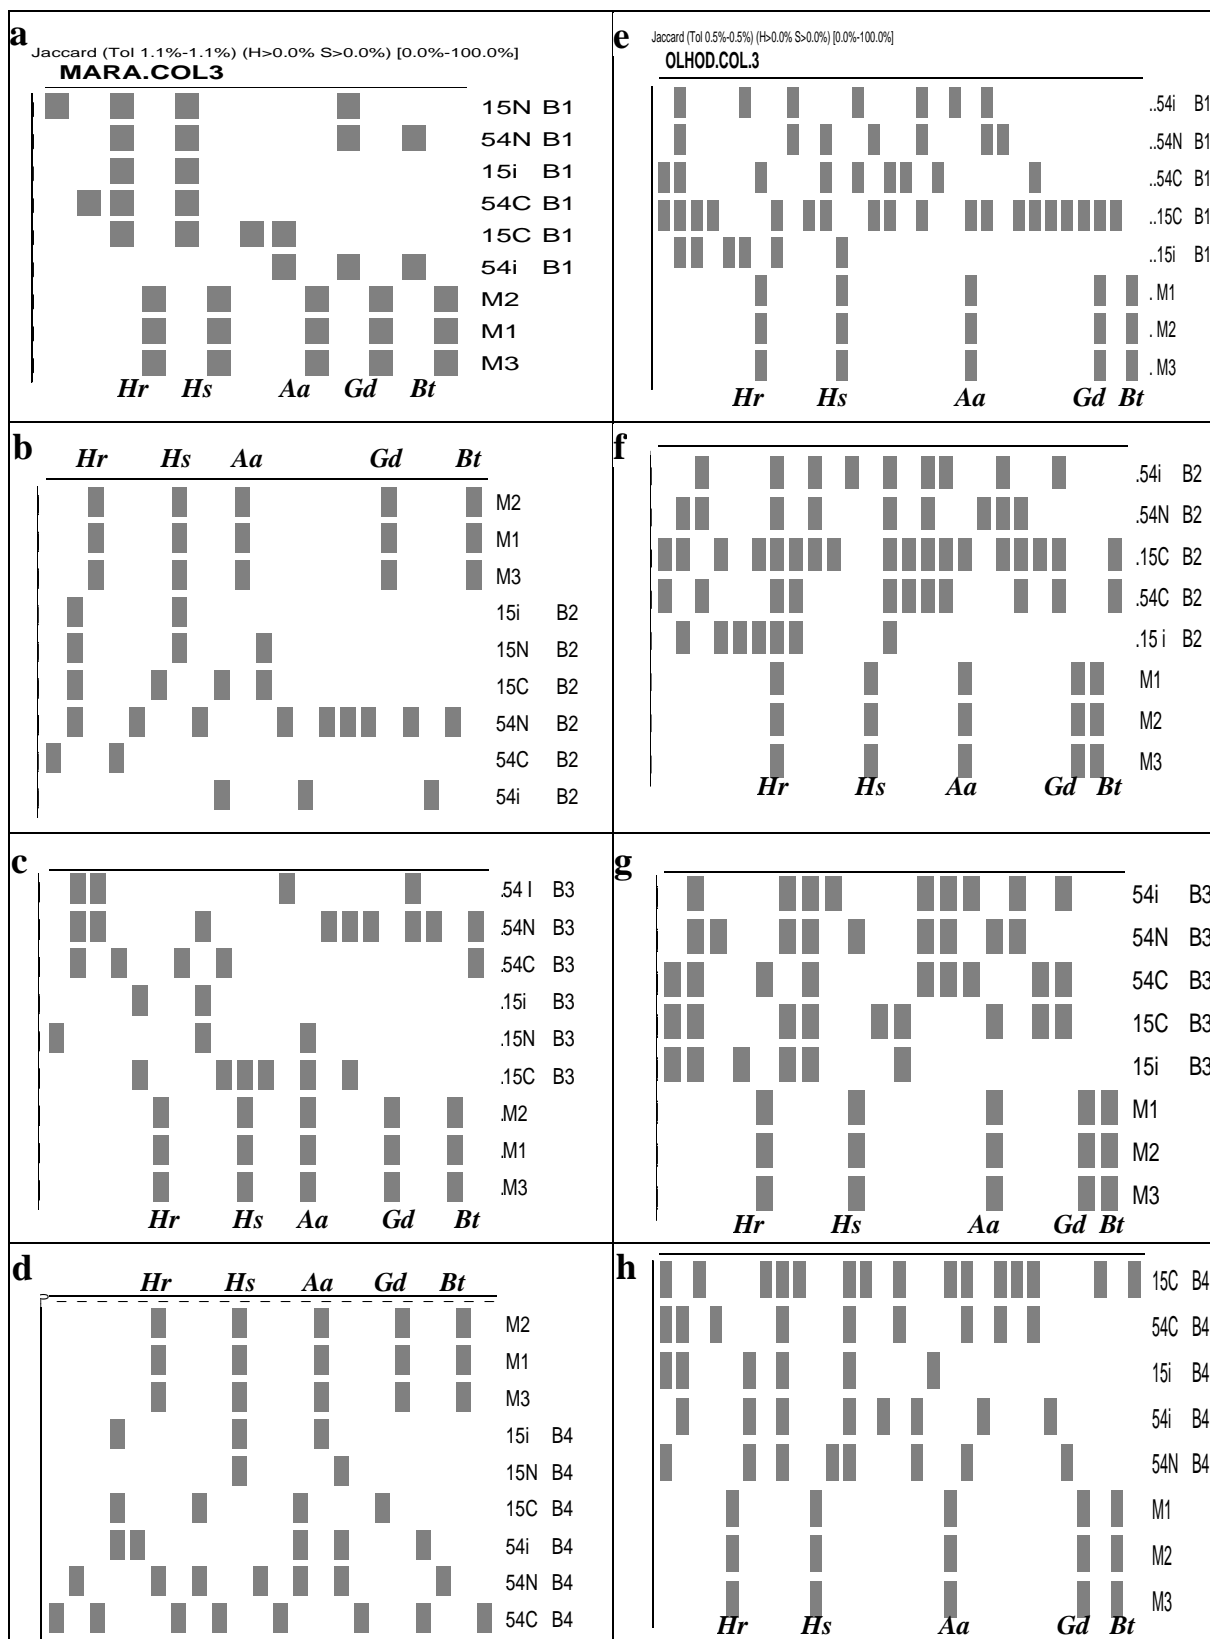 a
Jaccard (Tol 1.1%-1.1%) (H>0.0% S>0.0%) [0.0%-100.0%]
MARA.COL3
15N B1
54N B1
15i B1
54C B1
15C B1
54i B1
M2
M1
M3
Hr Hs Aa Gd Bt
b
Hr Hs Aa Gd Bt
M2
M1
M3
15i B2
15N B2
15C B2
54N B2
54C B2
54i B2
c
.54 I B3
.54N B3
.54C B3
.15i B3
.15N B3
.15C B3
.M2
.M1
.M3
Hr Hs Aa Gd Bt
d
Hr Hs Aa Gd Bt
M2
M1
M3
15i B4
15N B4
15C B4
54i B4
54N B4
54C B4
e
Jaccard (Tol 0.5%-0.5%) (H>0.0% S>0.0%) [0.0%-100.0%]
OLHOD.COL.3
..54i B1
..54N B1
..54C B1
..15C B1
..15i B1
. M1
. M2
. M3
Hr Hs Aa Gd Bt
f
.54i B2
.54N B2
.15C B2
.54C B2
.15 i B2
M1
M2
M3
Hr Hs Aa Gd Bt
g
54i B3
54N B3
54C B3
15C B3
15i B3
M1
M2
M3
Hr Hs Aa Gd Bt
h
15C B4
54C B4
15i B4
54i B4
54N B4
M1
M2
M3
Hr Hs Aa Gd Bt